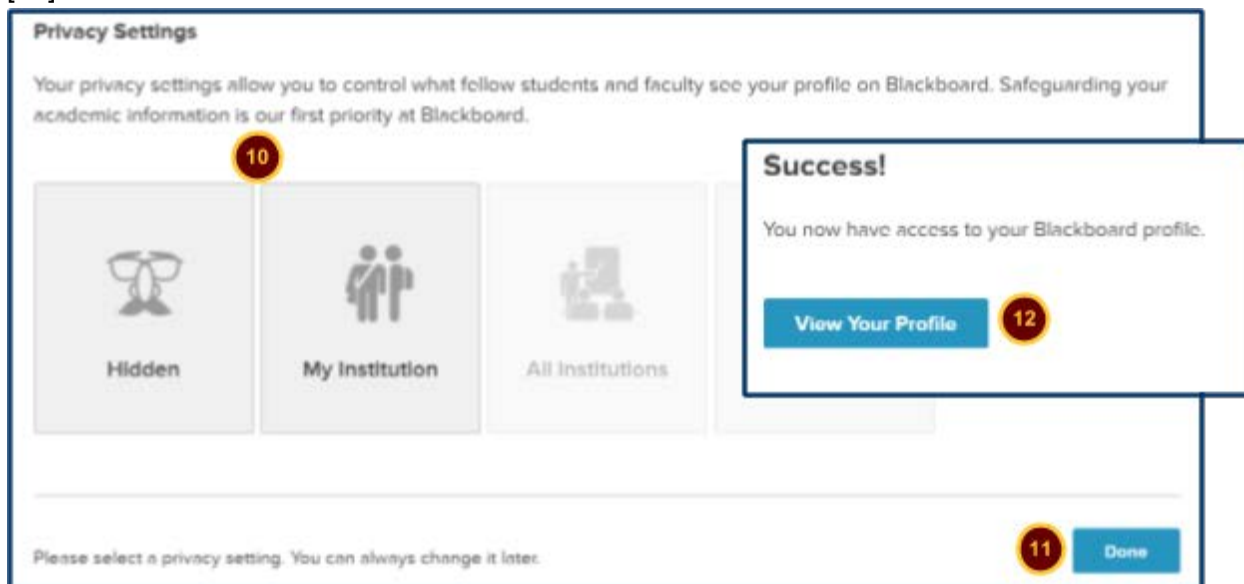 Privacy Settings
Your privacy settings allow you to control what fellow students and faculty see your profile on Blackboard. Safeguarding your
academic information is our first priority at Blackboard.
10
Hidden
My Institution
All Institutions
Success!
You now have access to your Blackboard profile.
View Your Profile
12
Please select a privacy setting. You can always change it later.
11
Done